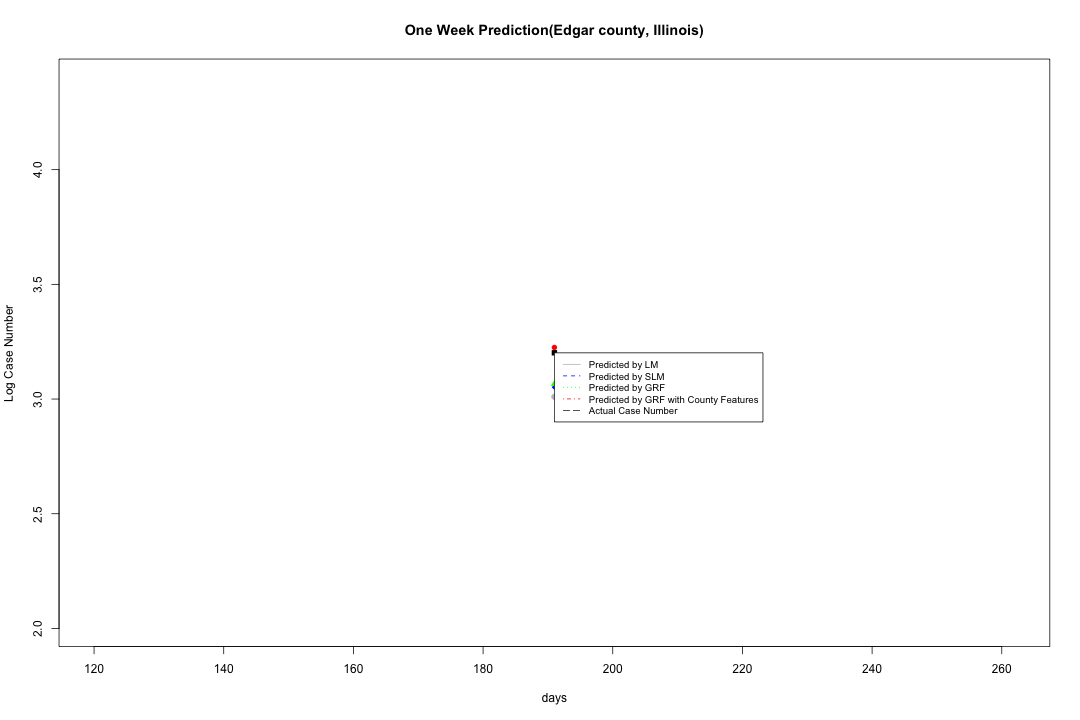 One Week Prediction(Edgar county, Illinois)
Log Case Number
4.0
3.5
3.0
2.5
2.0
Predicted by LM
Predicted by SLM
Predicted by GRF
Predicted by GRF with County Features
Actual Case Number
120 140 160 180 200 220 240 260
days